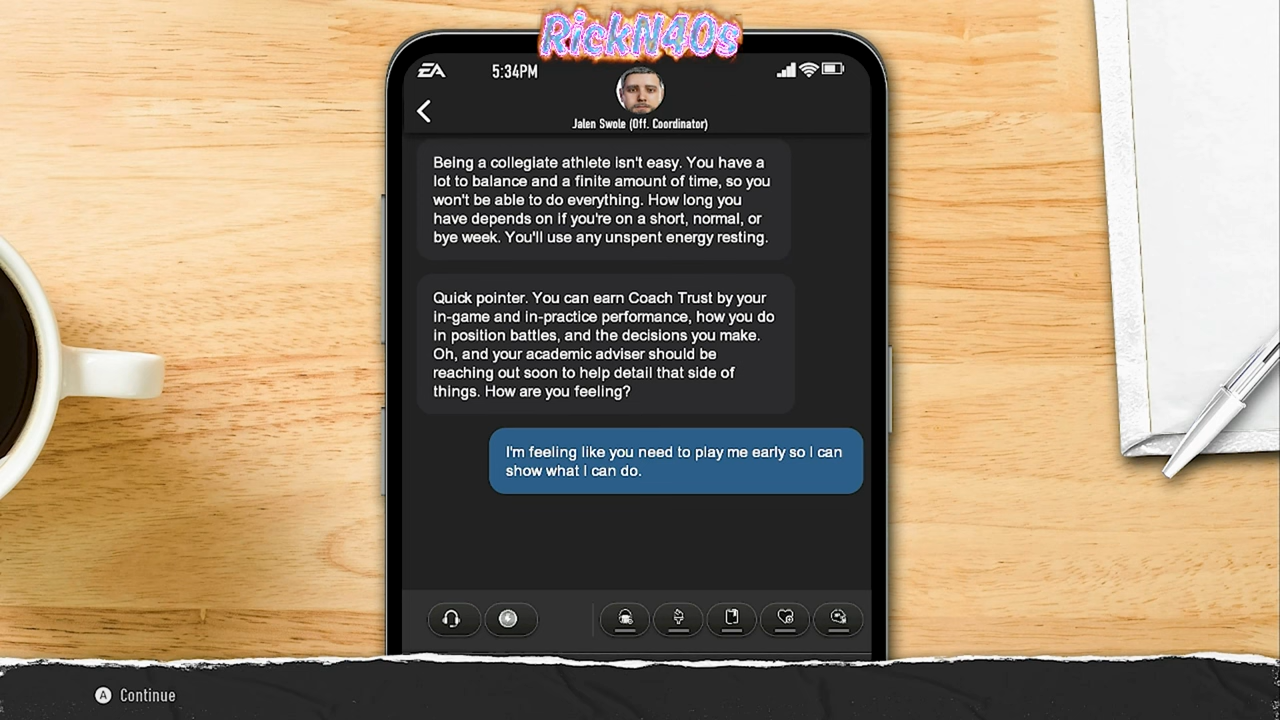 RickN40s
EA
5:34PM
Jalen Swole (Off. Coordinator)
Being a collegiate athlete isn't easy. You have a
lot to balance and a finite amount of time, so you
won't be able to do everything. How long you
have depends on if you're on a short, normal, or
bye week. You'll use any unspent energy resting.
Quick pointer. You can earn Coach Trust by your
in-game and in-practice performance, how you do
in position battles, and the decisions you make.
Oh, and your academic adviser should be
reaching out soon to help detail that side of
things. How are you feeling?
I'm feeling like you need to play me early so I can
show what I can do.
A Continue